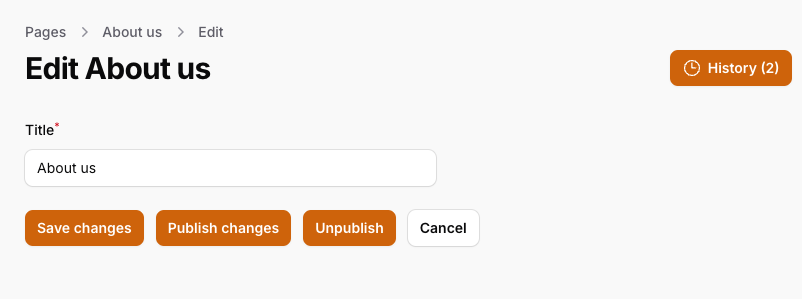 Pages > About us > Edit
Edit About us
History (2)
Title*
About us
Save changes Publish changes Unpublish Cancel